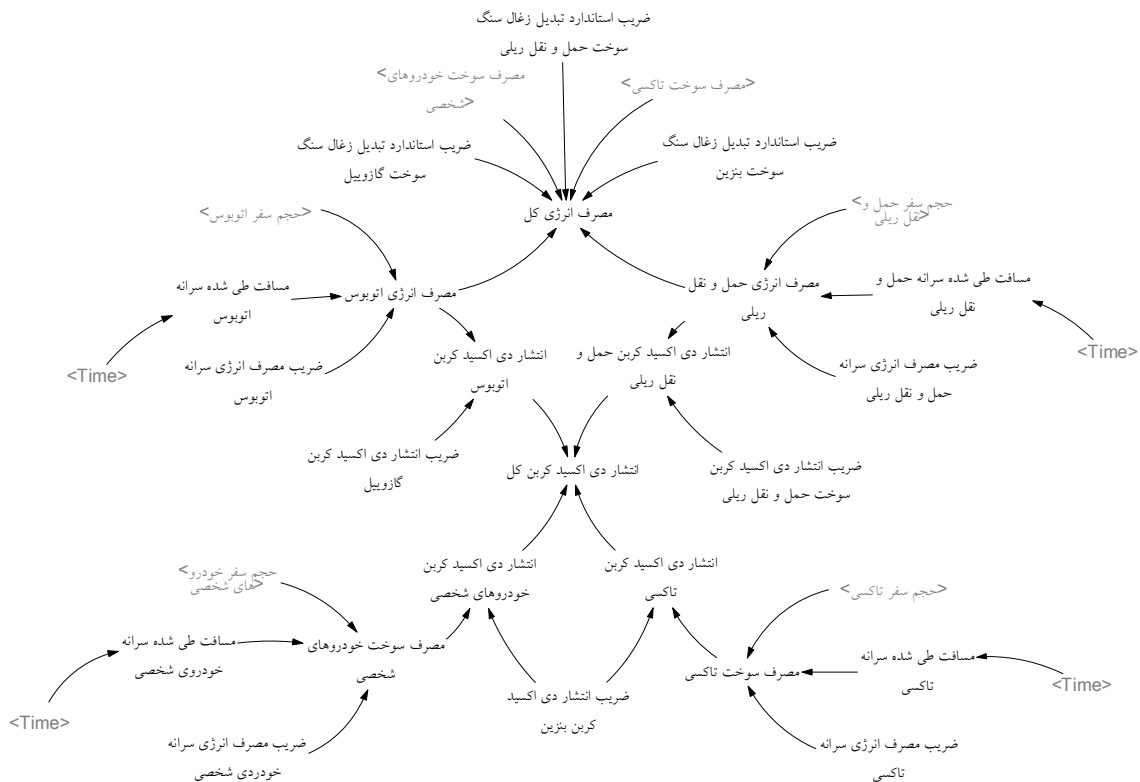 ضریب استاندارد تبدیل زغال سنگ
سوخت حمل و نقل ریلی
<مصرف سوخت خودروهای
شخصی>
<مصرف سوخت تاکسی>
ضریب استاندارد تبدیل زغال سنگ
سوخت گازوییل
ضریب استاندارد تبدیل زغال سنگ
سوخت بنزین
مصرف انرژی کل
<حجم سفر اتوبوس>
<حجم سفر حمل و
نقل ریلی>
مسافت طی شده سرانه
اتوبوس
مصرف انرژی اتوبوس
مصرف انرژی حمل و نقل
ریلی
مسافت طی شده سرانه حمل و
نقل ریلی
<Time>
ضریب مصرف انرژی سرانه
اتوبوس
انتشار دی اکسید کربن
اتوبوس
انتشار دی اکسید کربن حمل و
نقل ریلی
ضریب مصرف انرژی سرانه
حمل و نقل ریلی
<Time>
ضریب انتشار دی اکسید کربن
گازوییل
انتشار دی اکسید کربن کل
ضریب انتشار دی اکسید کربن
سوخت حمل و نقل ریلی
<حجم سفر خودرو
های شخصی>
انتشار دی اکسید کربن
خودروهای شخصی
انتشار دی اکسید کربن
تاکسی
<حجم سفر تاکسی>
مسافت طی شده سرانه
خودروی شخصی
مصرف سوخت خودروهای
شخصی
مصرف سوخت تاکسی
مسافت طی شده سرانه
تاکسی
<Time>
<Time>
ضریب انتشار دی اکسید
کربن بنزین
ضریب مصرف انرژی سرانه
خودردی شخصی
ضریب مصرف انرژی سرانه
تاکسی